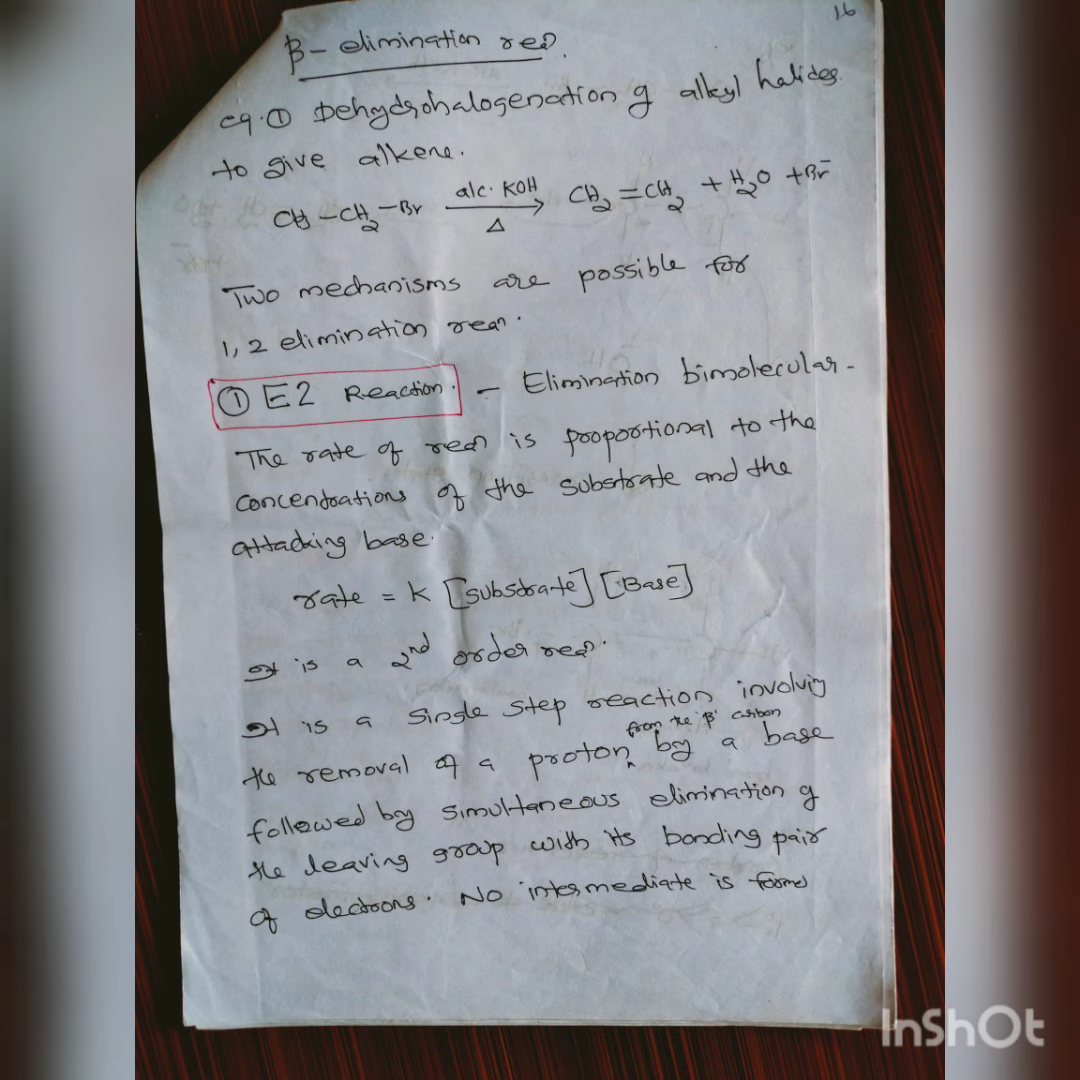 16
β- elimination rean.
eg. ① Dehydrohalogenation of alkyl halides
to give alkene.
CH3-CH2-Br alc. KOH → Δ CH2=CH2 + H2O + Br⁻
Two mechanisms are possible for
1,2 elimination rean.
① E2 Reaction. - Elimination bimolecular-
The rate of rean is proportional to the
concentrations of the substrate and the
attacking base.
rate = k [substrate] [Base]
It is a 2nd order rean.
It is a single step reaction involving
from the 'β' carbon
the removal of a proton ^ by a base
followed by simultaneous elimination of
the leaving group with its bonding pair
of electrons. No intermediate is formed
InShOt